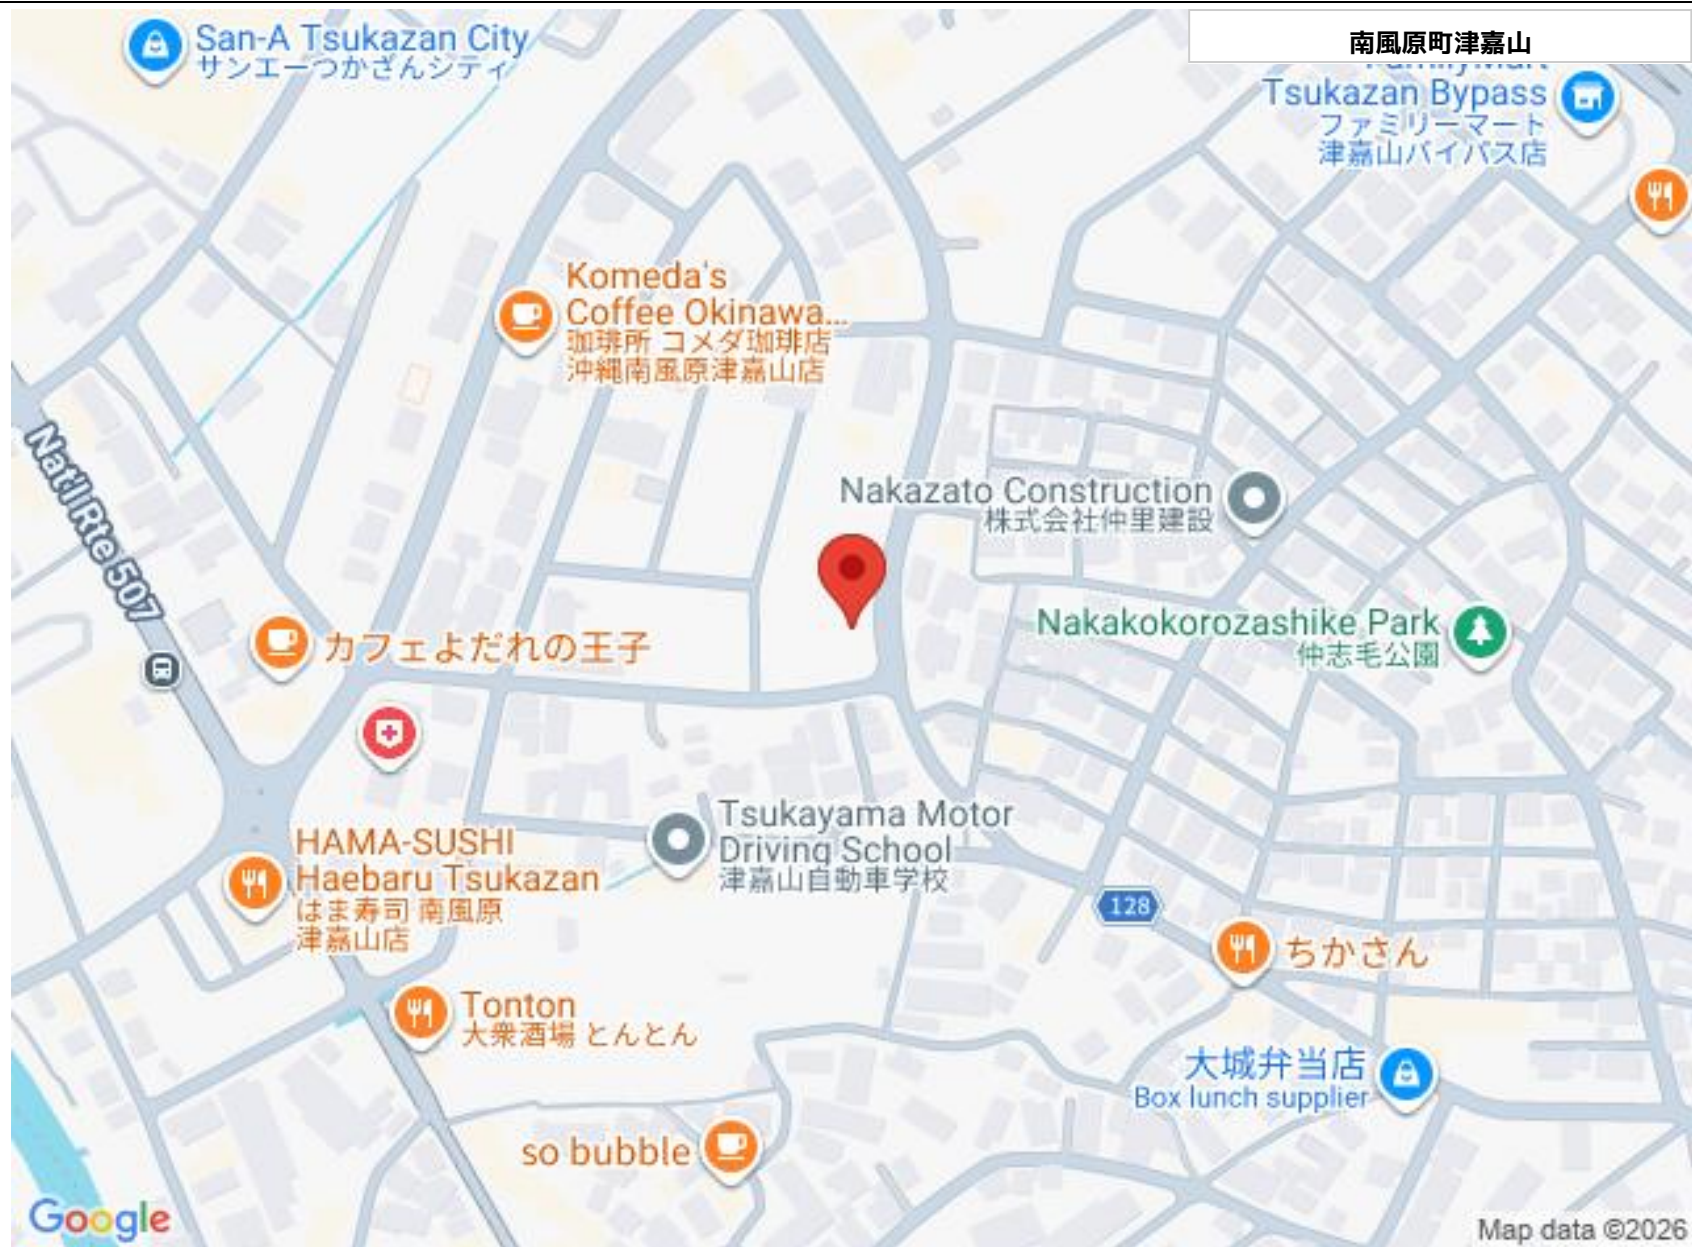 San-A Tsukazan City
サンエーつかざんシティ
南風原町津嘉山
FamilyMart
Tsukazan Bypass
ファミリーマート
津嘉山バイパス店
Komeda's
Coffee Okinawa...
珈琲所 コメダ珈琲店
沖縄南風原津嘉山店
Nat'l Rte 507
Nakazato Construction
株式会社仲里建設
カフェよだれの王子
Nakakokorozashike Park
仲志毛公園
HAMA-SUSHI
Haebaru Tsukazan
はま寿司 南風原
津嘉山店
Tsukayama Motor
Driving School
津嘉山自動車学校
128
ちかさん
Tonton
大衆酒場 とんとん
大城弁当店
Box lunch supplier
so bubble
Google
Map data ©2026